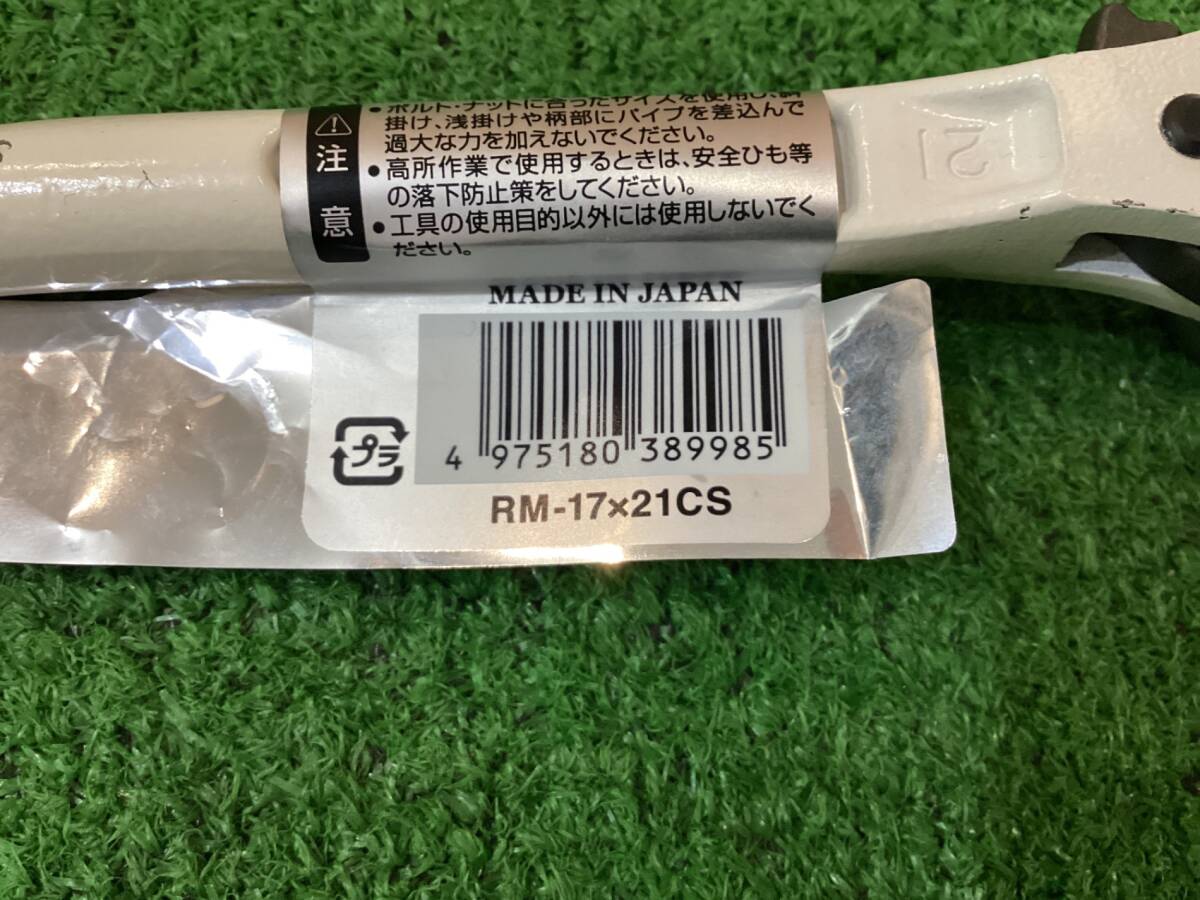 注
意
●ボルト・ナットに合ったサイズを使用し、
掛け、浅掛けや柄部にパイプを差込んで
過大な力を加えないでください。
●高所作業で使用するときは、安全ひも等
の落下防止策をしてください。
●工具の使用目的以外には使用しないでく
ださい。
21
MADE IN JAPAN
4 975180 389985
プラ
RM-17×21CS